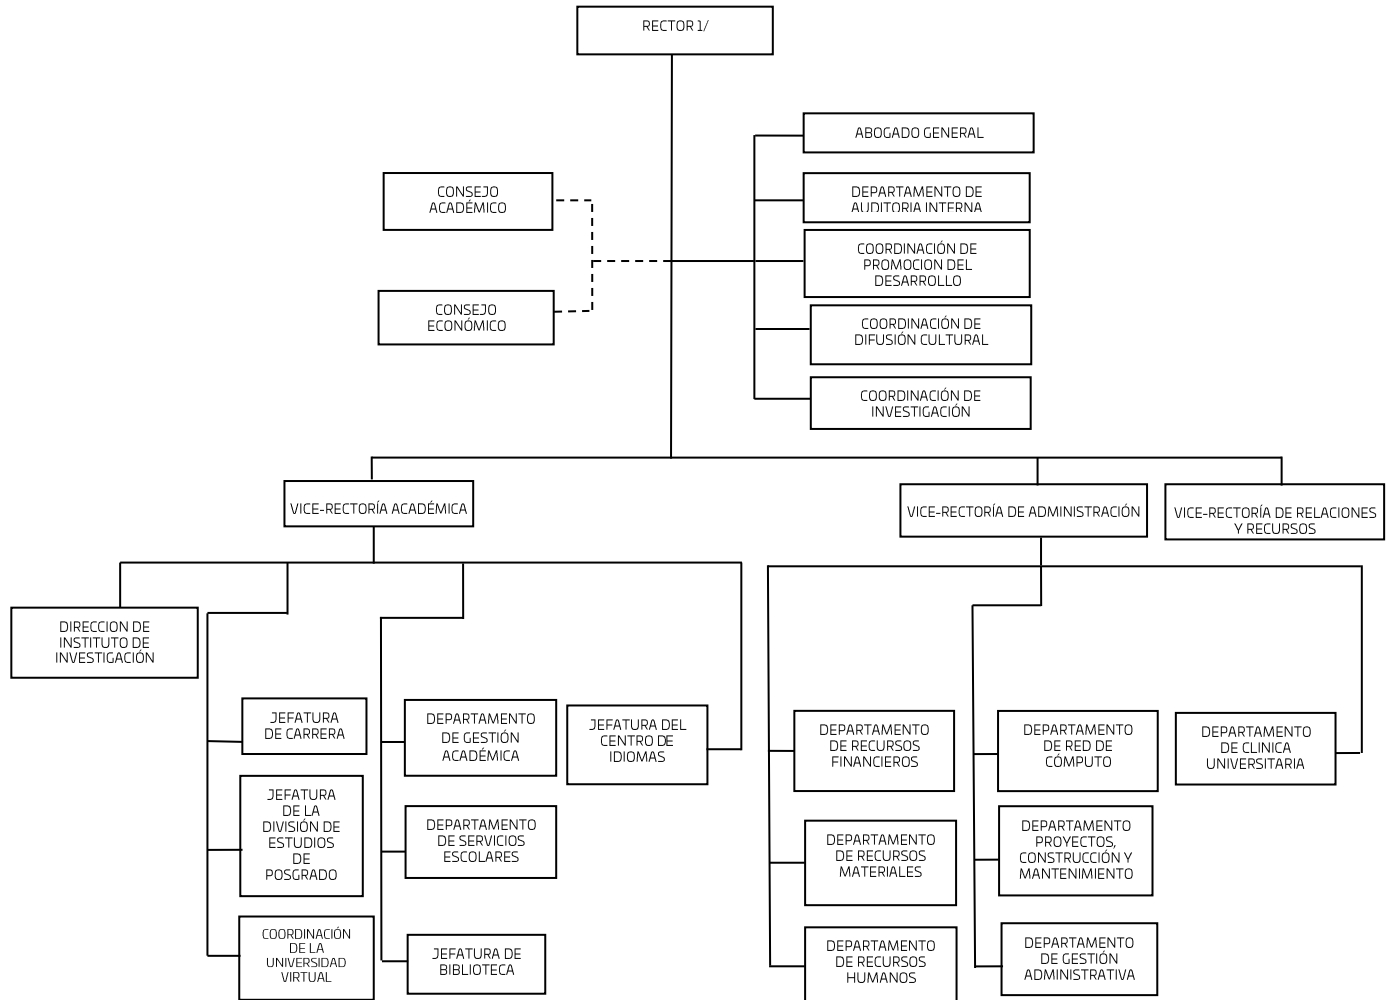 RECTOR 1/
ABOGADO GENERAL
CONSEJO
ACADÉMICO
DEPARTAMENTO DE
AUDITORIA INTERNA
COORDINACIÓN DE
PROMOCION DEL
DESARROLLO
CONSEJO
ECONÓMICO
COORDINACIÓN DE
DIFUSIÓN CULTURAL
COORDINACIÓN DE
INVESTIGACIÓN
VICE-RECTORÍA ACADÉMICA
VICE-RECTORÍA DE ADMINISTRACIÓN
VICE-RECTORÍA DE RELACIONES
Y RECURSOS
DIRECCION DE
INSTITUTO DE
INVESTIGACIÓN
JEFATURA
DE CARRERA
JEFATURA
DE LA
DIVISIÓN DE
ESTUDIOS
DE
POSGRADO
COORDINACIÓN
DE LA
UNIVERSIDAD
VIRTUAL
DEPARTAMENTO
DE GESTIÓN
ACADÉMICA
DEPARTAMENTO
DE SERVICIOS
ESCOLARES
JEFATURA DE
BIBLIOTECA
JEFATURA DEL
CENTRO DE
IDIOMAS
DEPARTAMENTO
DE RECURSOS
FINANCIEROS
DEPARTAMENTO
DE RECURSOS
MATERIALES
DEPARTAMENTO
DE RECURSOS
HUMANOS
DEPARTAMENTO
DE RED DE
CÓMPUTO
DEPARTAMENTO
PROYECTOS,
CONSTRUCCIÓN Y
MANTENIMIENTO
DEPARTAMENTO
DE GESTIÓN
ADMINISTRATIVA
DEPARTAMENTO
DE CLINICA
UNIVERSITARIA